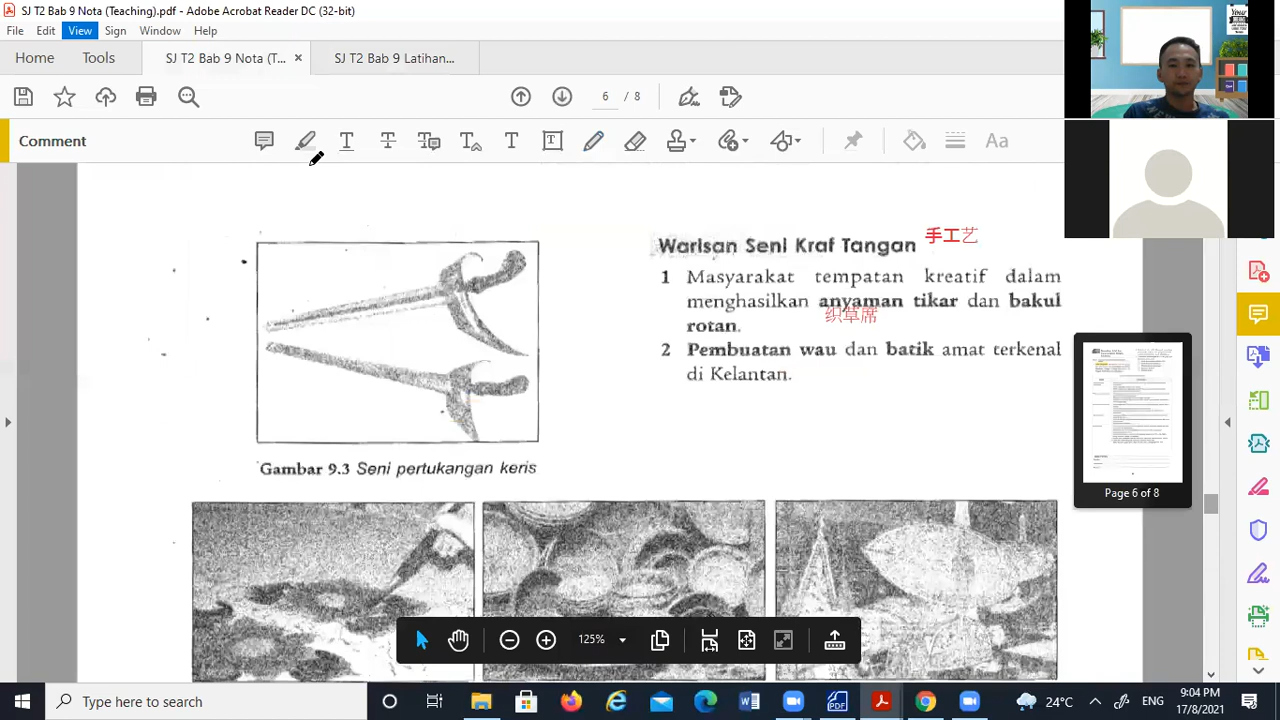 SJ T2 Bab 9 Nota (Teaching).pdf - Adobe Acrobat Reader DC (32-bit)
File Edit View Sign Window Help
Home Tools SJ T2 Bab 9 Nota (T... × SJ T2 Bab 9 Latihan...
6 / 8
Comment
Aa
Warisan Seni Kraf Tangan 手工艺
1 Masyarakat tempatan kreatif dalam
menghasilkan anyaman tikar dan bakul
织草席
rotan.
2 Pembuatan wau dan batik amat terkenal
di Kelantan.
Gambar 9.3 Seni pertukangan keris
Page 6 of 8
125%
Type here to search
24°C
ENG
9:04 PM
17/8/2021